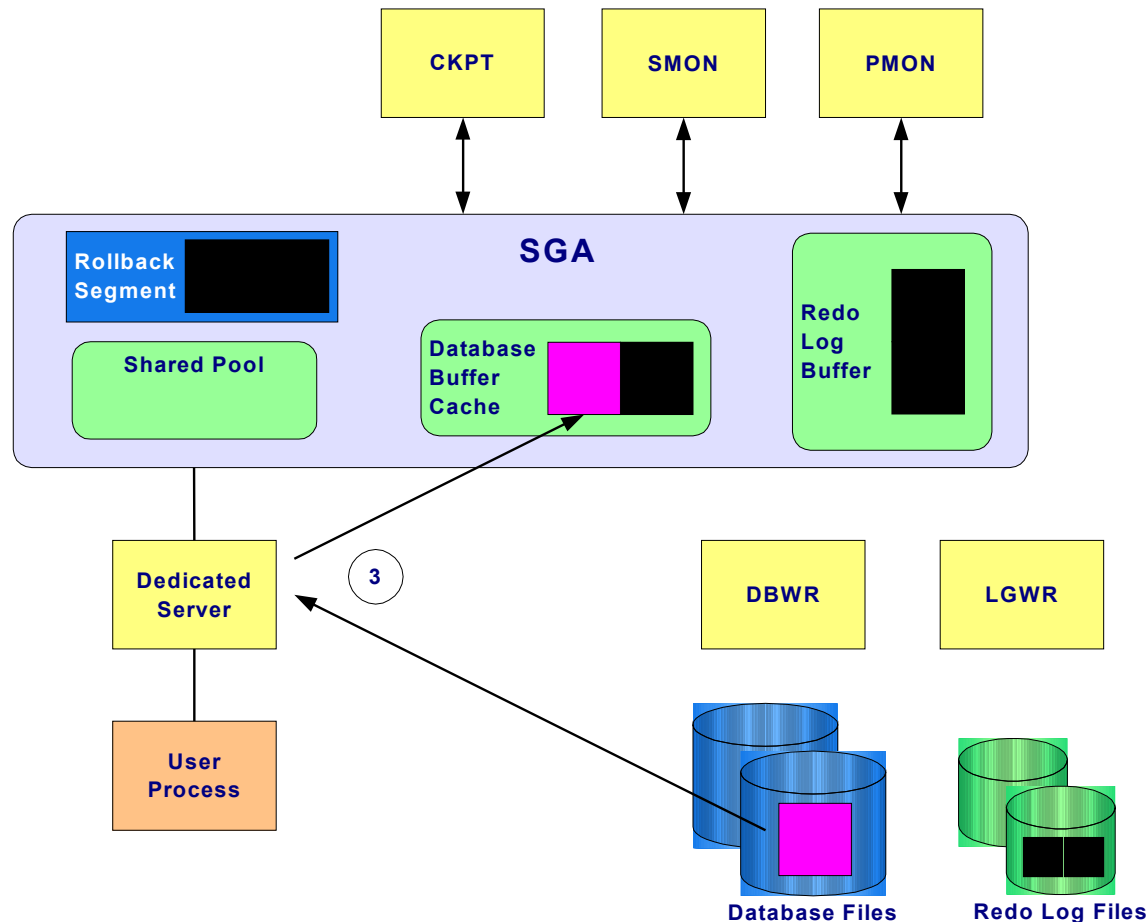 CKPT
SMON
PMON
SGA
Rollback
Segment
Shared Pool
Database
Buffer
Cache
Redo
Log
Buffer
Dedicated
Server
3
DBWR
LGWR
User
Process
Database Files
Redo Log Files